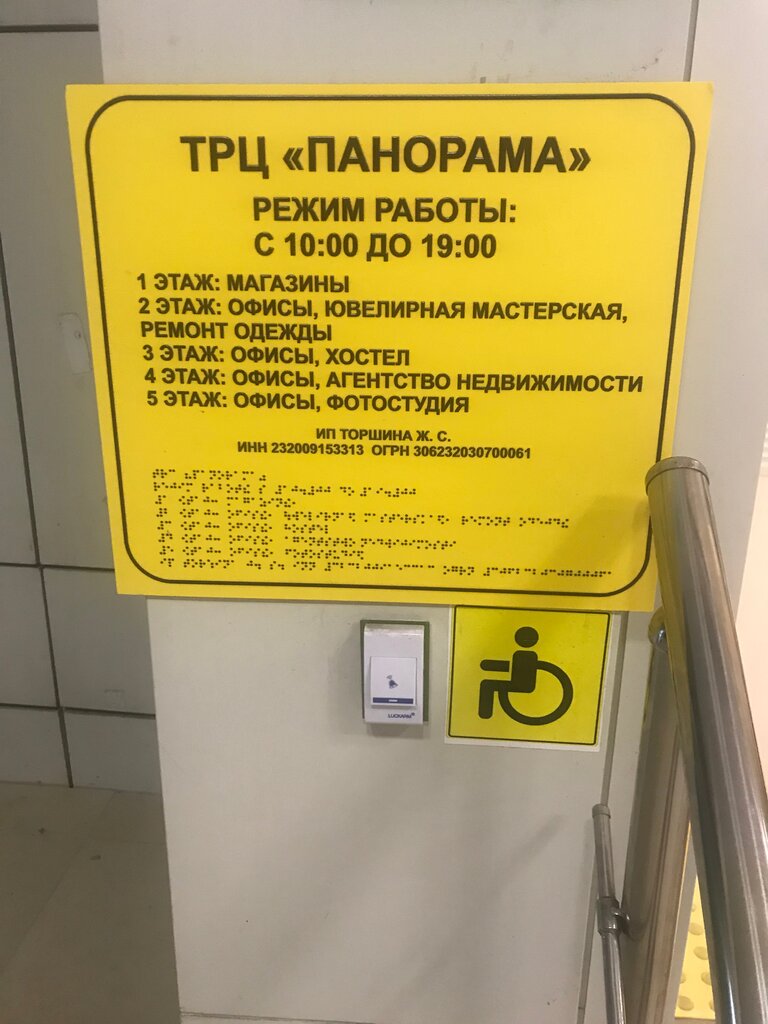 ТРЦ «ПАНОРАМА»
РЕЖИМ РАБОТЫ:
С 10:00 ДО 19:00
1 ЭТАЖ: МАГАЗИНЫ
2 ЭТАЖ: ОФИСЫ, ЮВЕЛИРНАЯ МАСТЕРСКАЯ,
РЕМОНТ ОДЕЖДЫ
3 ЭТАЖ: ОФИСЫ, ХОСТЕЛ
4 ЭТАЖ: ОФИСЫ, АГЕНТСТВО НЕДВИЖИМОСТИ
5 ЭТАЖ: ОФИСЫ, ФОТОСТУДИЯ
ИП ТОРШИНА Ж. С.
ИНН 232009153313 ОГРН 306232030700061
LUCKARM